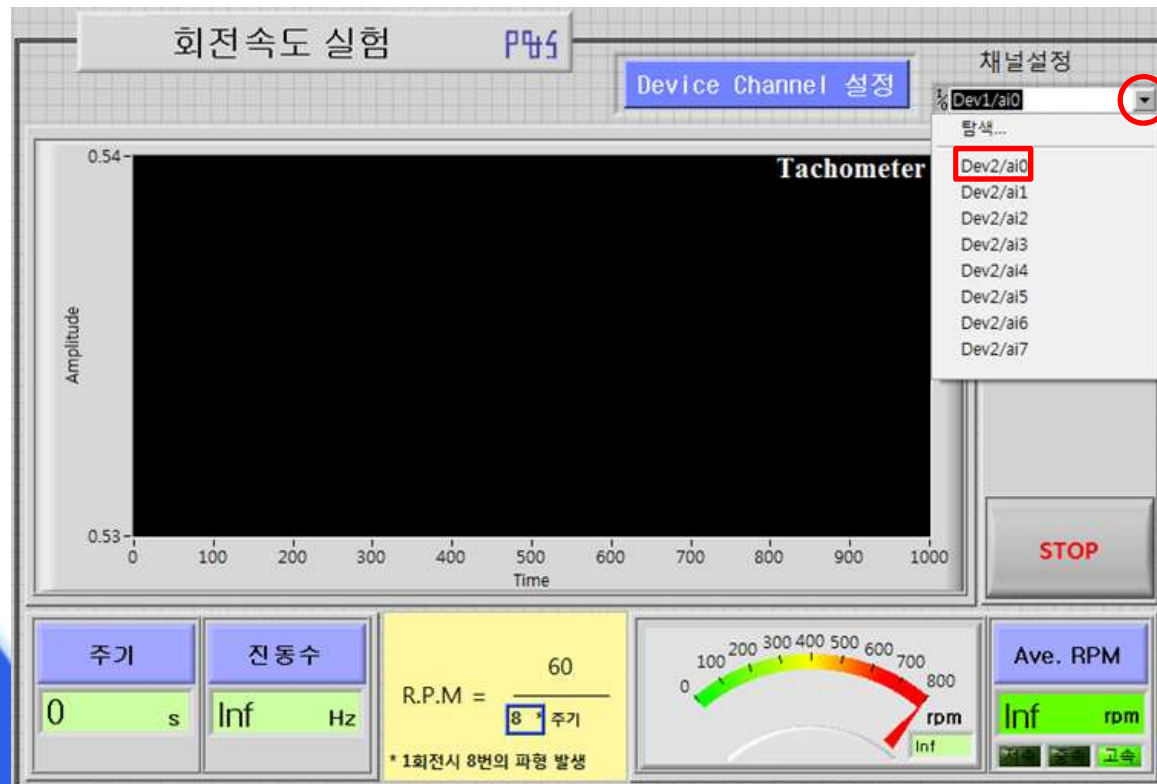 회전속도 실험
Device Channel 설정
채널설정
Dev1/ai0
탐색...
Dev2/ai0
Dev2/ai1
Dev2/ai2
Dev2/ai3
Dev2/ai4
Dev2/ai5
Dev2/ai6
Dev2/ai7
Tachometer
0.54
Amplitude
0.53
0 100 200 300 400 500 600 700 800 900 1000
Time
STOP
주기
0 s
진동수
Inf Hz
R.P.M = 60
8 * 주기
* 1회전시 8번의 파형 발생
0 100 200 300 400 500 600 700 800
rpm
Inf
Ave. RPM
Inf rpm
저속 중속 고속